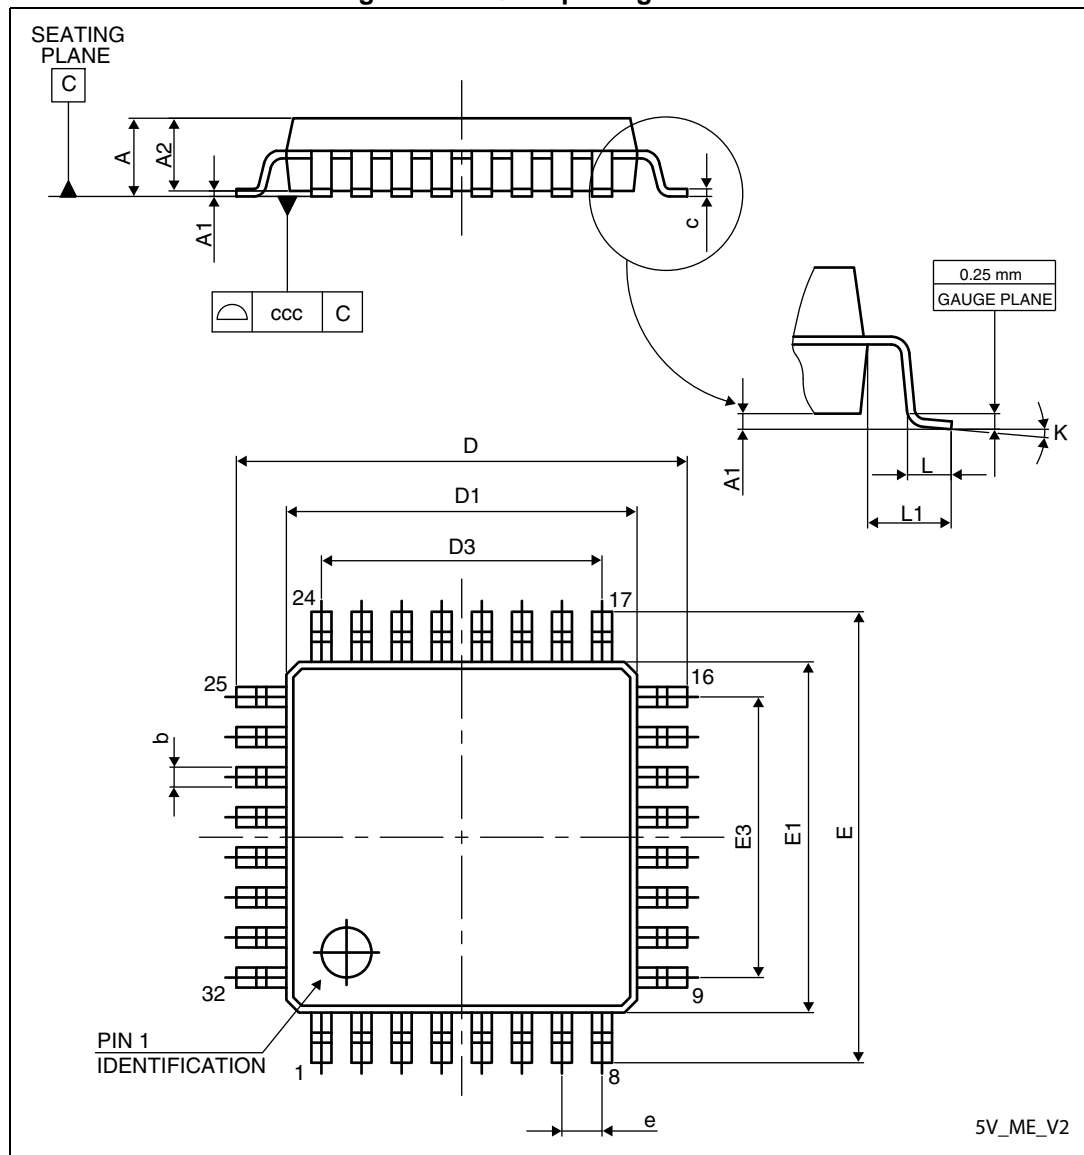 SEATING
PLANE
C
A
A2
A1
c
ccc
C
0.25 mm
GAUGE PLANE
A1
K
L
L1
D
D1
D3
24
17
25
16
b
E3
E1
E
32
9
PIN 1
IDENTIFICATION
1
8
e
5V_ME_V2